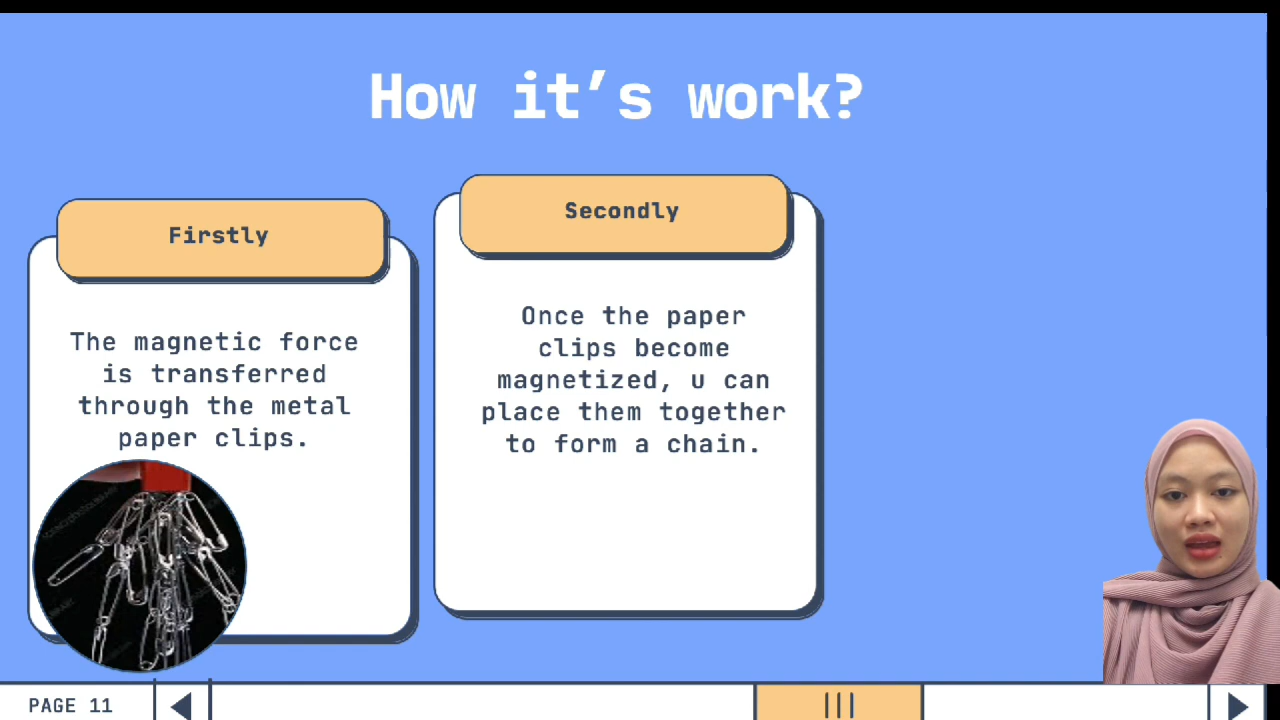 How it's work?
Firstly
The magnetic force
is transferred
through the metal
paper clips.
Secondly
Once the paper
clips become
magnetized, u can
place them together
to form a chain.
PAGE 11